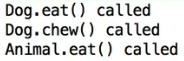 Dog.eat() called
Dog.chew() called
Animal.eat() called